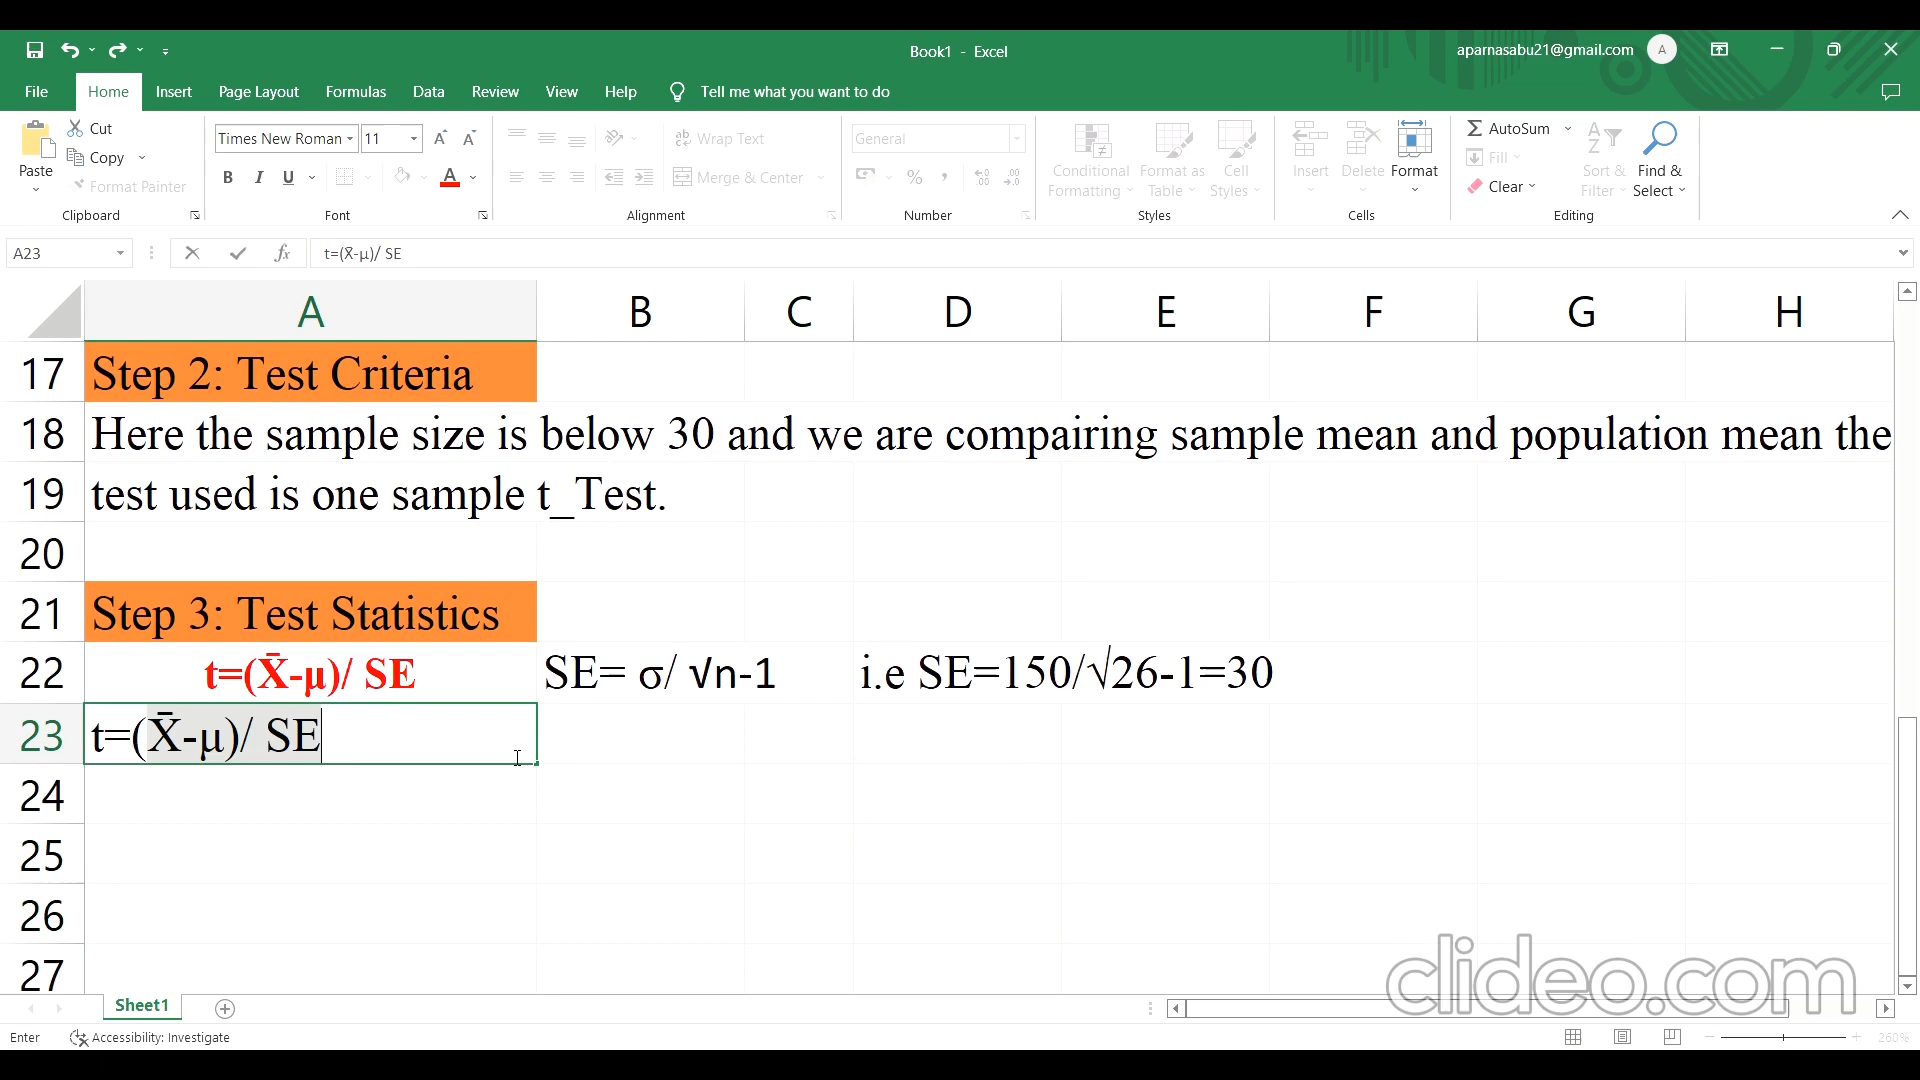 Book1 - Excel
aparnasabu21@gmail.com
A
File
Home
Insert
Page Layout
Formulas
Data
Review
View
Help
Tell me what you want to do
Paste
Cut
Copy
Format Painter
Clipboard
Times New Roman
11
B I U
Font
Wrap Text
Merge & Center
Alignment
General
Number
Conditional Formatting
Format as Table
Cell Styles
Styles
Insert
Delete
Format
Cells
AutoSum
Fill
Clear
Sort & Filter
Find & Select
Editing
A23
fx
t=(X̄-μ)/ SE
A B C D E F G H
17 Step 2: Test Criteria
18 Here the sample size is below 30 and we are compairing sample mean and population mean the
19 test used is one sample t_Test.
20
21 Step 3: Test Statistics
22 t=(X̄-μ)/ SE SE= σ/ √n-1 i.e SE=150/√26-1=30
23 t=(X̄-μ)/ SE
24
25
26
27
clideo.com
Sheet1
Enter
Accessibility: Investigate
260%